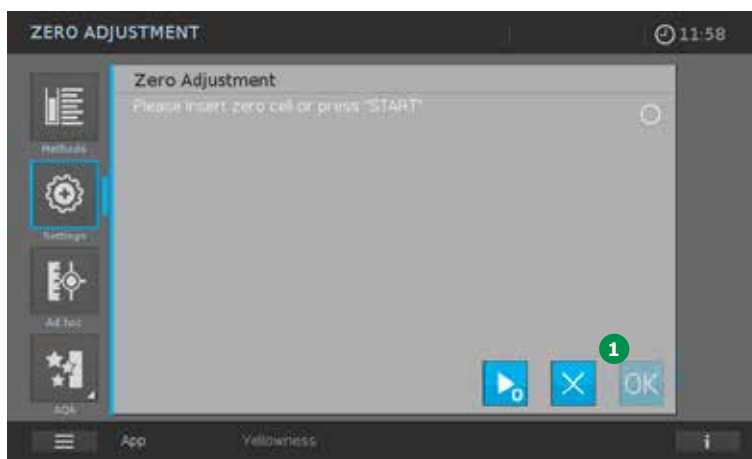 ZERO ADJUSTMENT
11:58
Zero Adjustment
Please insert zero cell or press "START"
Methods
Settings
Ad hoc
AQA
1
0
OK
App
Yellowness
i